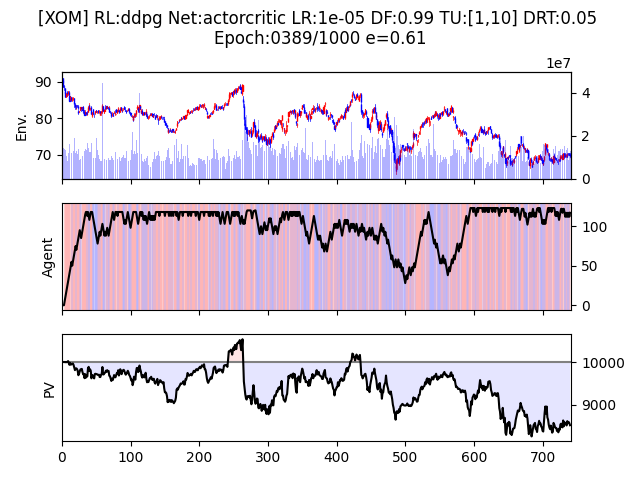 [XOM] RL:ddpg Net:actorcritic LR:1e-05 DF:0.99 TU:[1,10] DRT:0.05
Epoch:0389/1000 e=0.61
1e7
90
80
70
Env.
4
2
0
Agent
100
50
0
PV
10000
9000
0 100 200 300 400 500 600 700